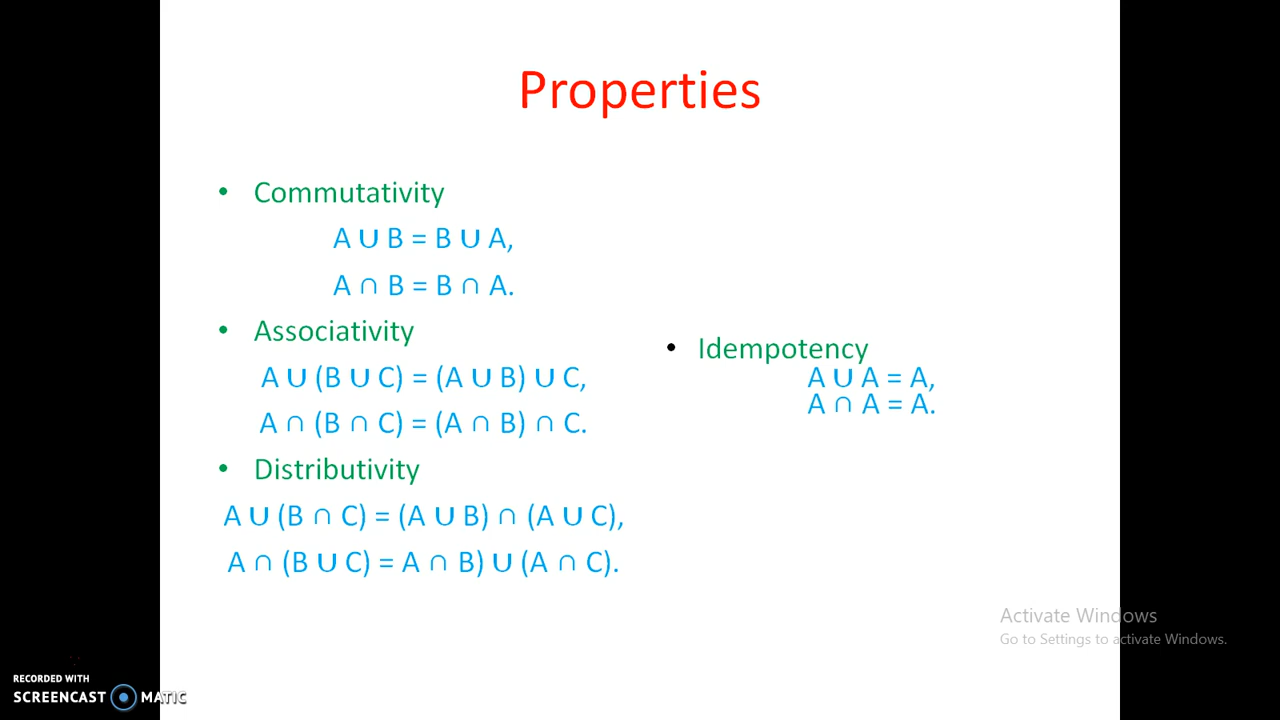 Properties
• Commutativity
A ∪ B = B ∪ A,
A ∩ B = B ∩ A.
• Associativity
A ∪ (B ∪ C) = (A ∪ B) ∪ C,
A ∩ (B ∩ C) = (A ∩ B) ∩ C.
• Distributivity
A ∪ (B ∩ C) = (A ∪ B) ∩ (A ∪ C),
A ∩ (B ∪ C) = A ∩ B) ∪ (A ∩ C).
• Idempotency
A ∪ A = A,
A ∩ A = A.
Activate Windows
Go to Settings to activate Windows.
RECORDED WITH
SCREENCAST MATIC